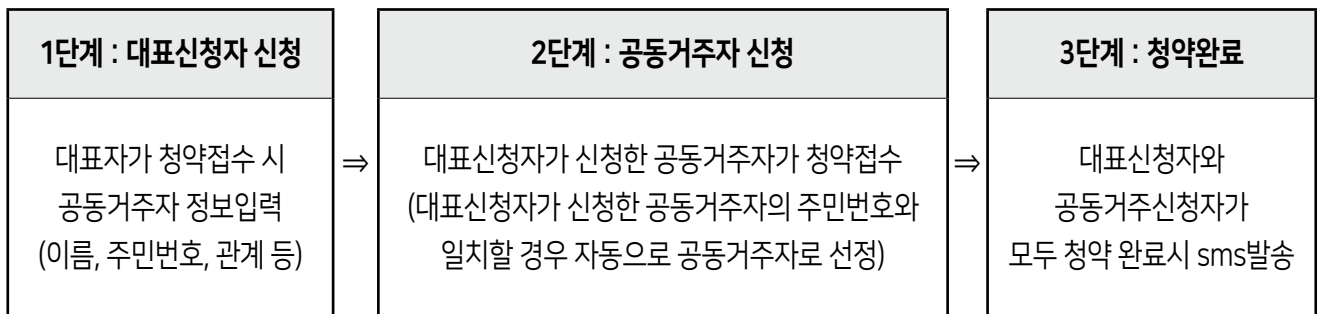 1단계 : 대표신청자 신청
대표자가 청약접수 시
공동거주자 정보입력
(이름, 주민번호, 관계 등)
⇒
2단계 : 공동거주자 신청
대표신청자가 신청한 공동거주자가 청약접수
(대표신청자가 신청한 공동거주자의 주민번호와
일치할 경우 자동으로 공동거주자로 선정)
⇒
3단계 : 청약완료
대표신청자와
공동거주신청자가
모두 청약 완료시 sms발송